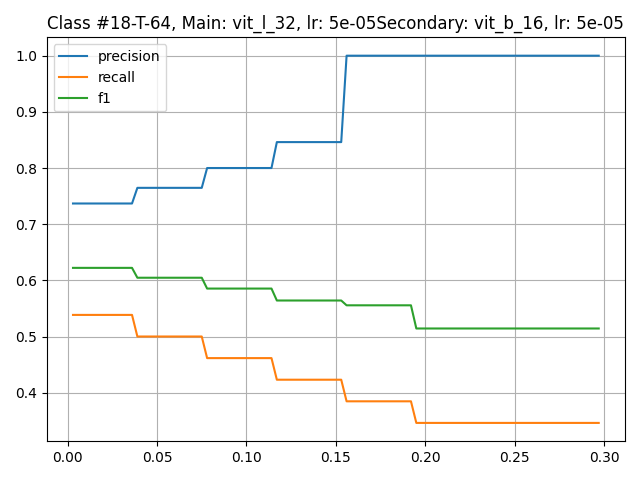 Class #18-T-64, Main: vit_l_32, lr: 5e-05Secondary: vit_b_16, lr: 5e-05
precision
recall
f1
1.0
0.9
0.8
0.7
0.6
0.5
0.4
0.00 0.05 0.10 0.15 0.20 0.25 0.30